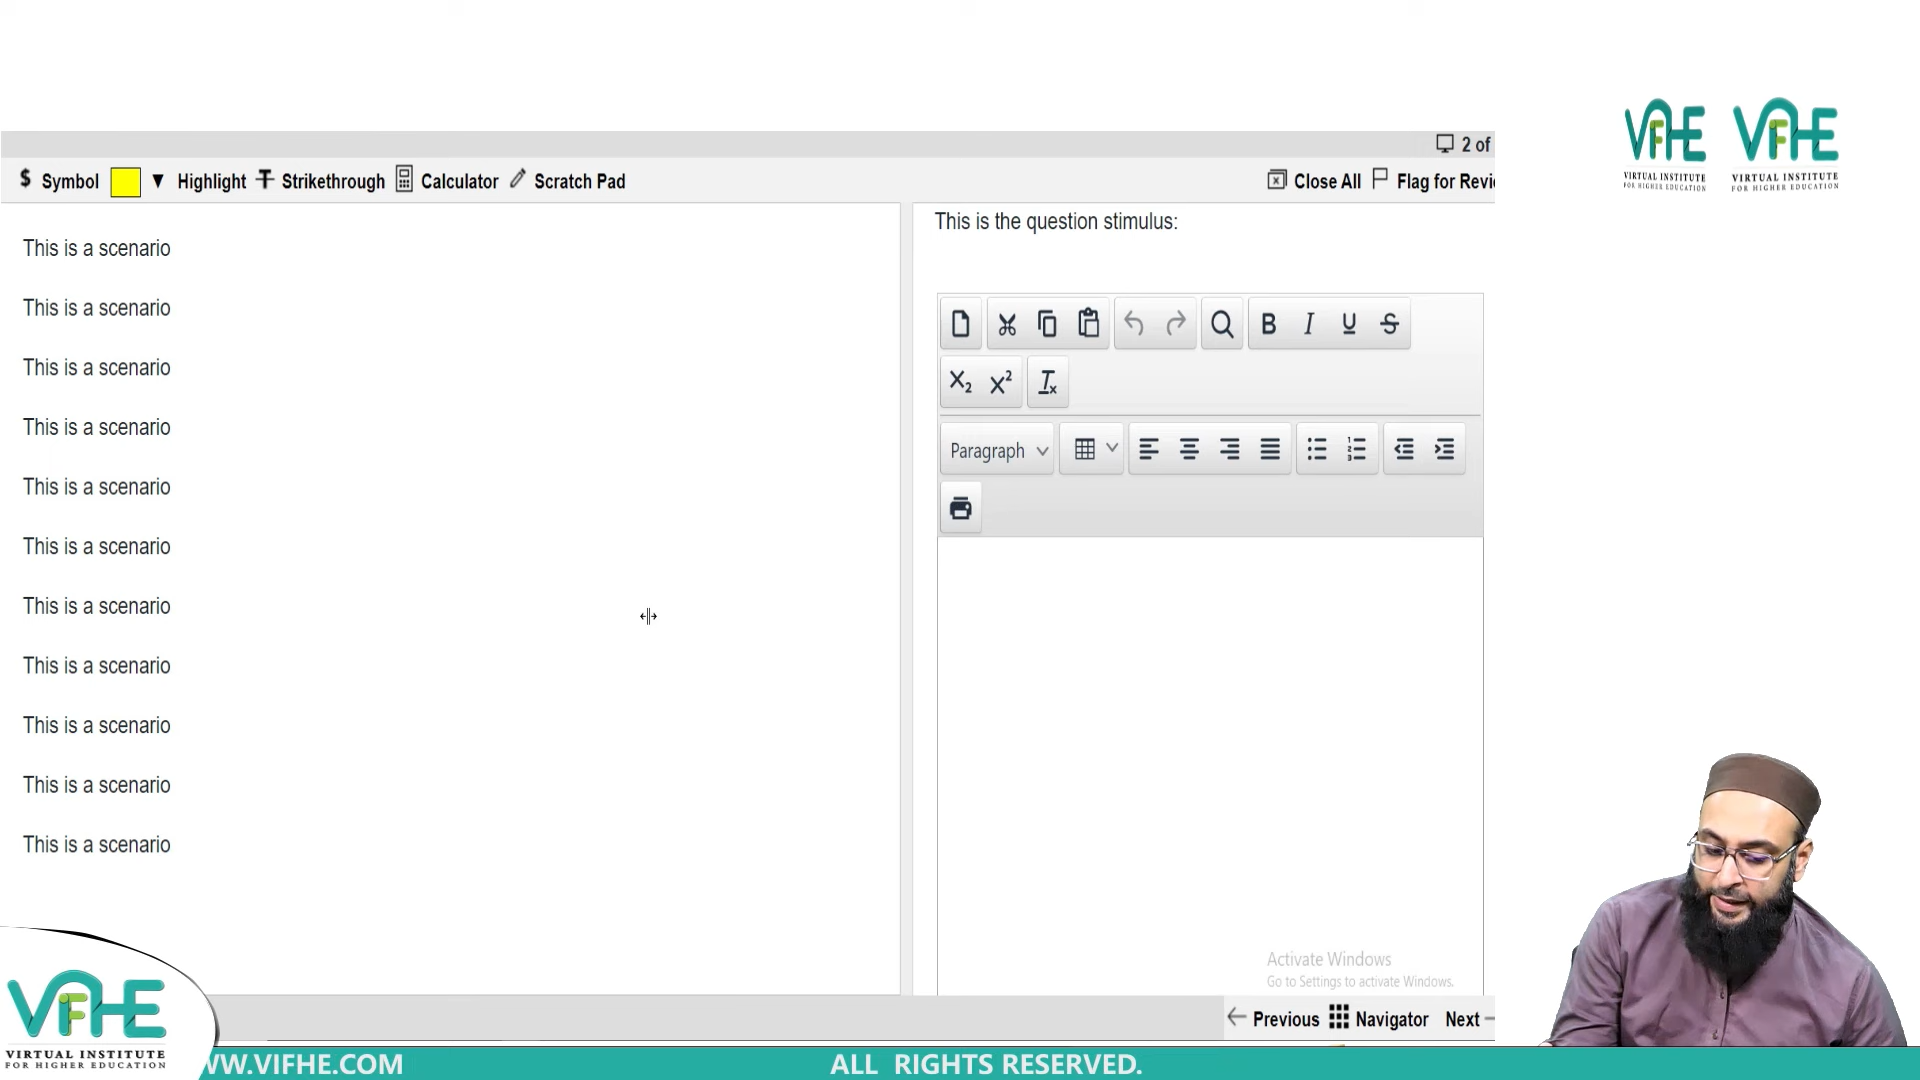 2 of
$ Symbol ▼ Highlight Strikethrough Calculator Scratch Pad Close All Flag for Revi
This is a scenario
This is a scenario
This is a scenario
This is a scenario
This is a scenario
This is a scenario
This is a scenario
This is a scenario
This is a scenario
This is a scenario
This is a scenario
This is the question stimulus:
B I U S
X₂ X² Tx
Paragraph
Activate Windows
Go to Settings to activate Windows.
Previous Navigator Next
VIFHE VIFHE
VIRTUAL INSTITUTE VIRTUAL INSTITUTE
FOR HIGHER EDUCATION FOR HIGHER EDUCATION
VIFHE
VIRTUAL INSTITUTE
FOR HIGHER EDUCATION
WWW.VIFHE.COM ALL RIGHTS RESERVED.